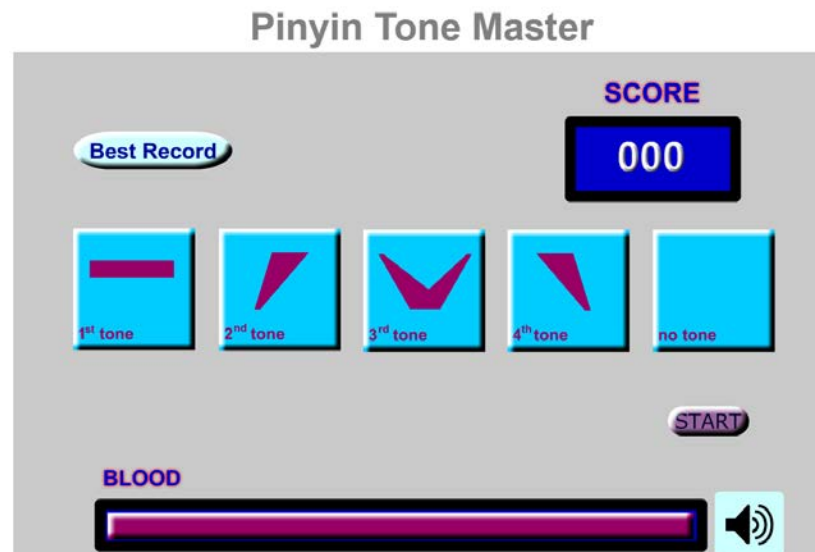 Pinyin Tone Master
SCORE
Best Record
000
1st tone
2nd tone
3rd tone
4th tone
no tone
START
BLOOD